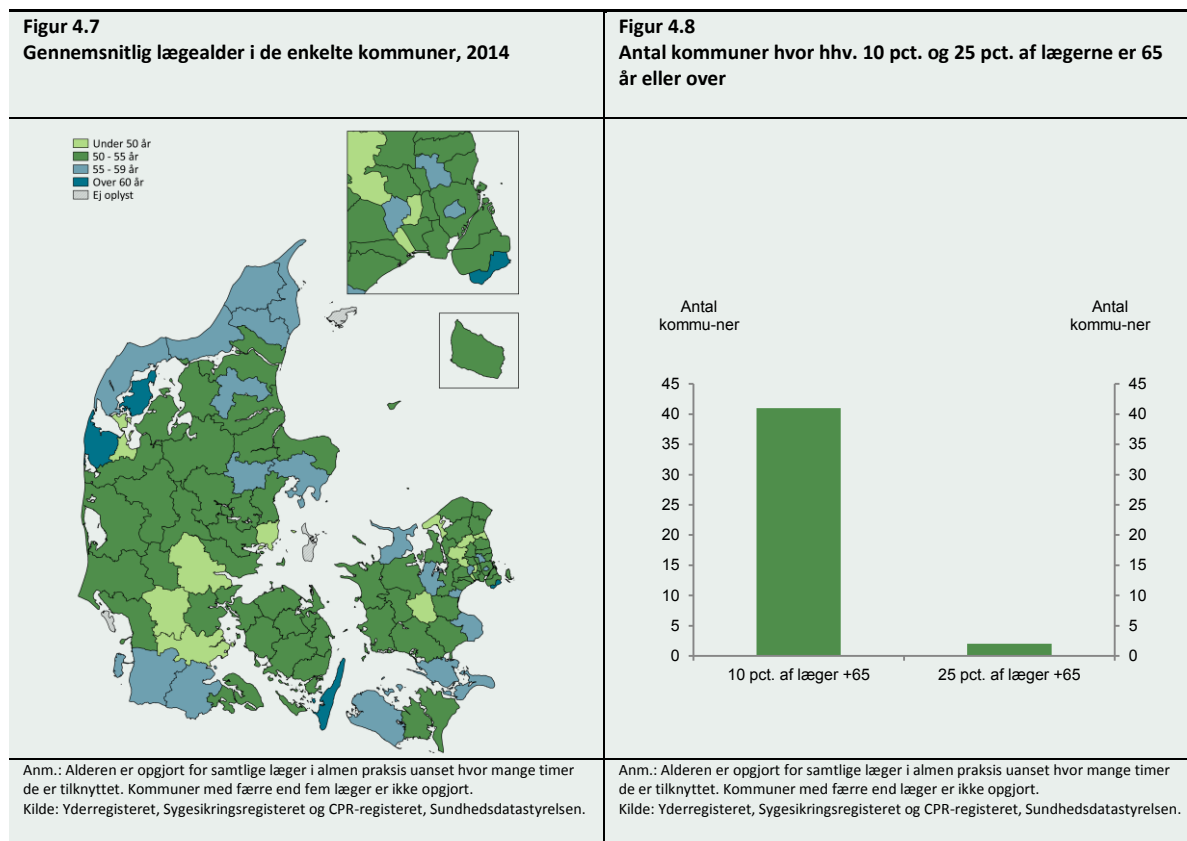 Figur 4.7
Gennemsnitlig lægealder i de enkelte kommuner, 2014
Under 50 år
50 - 55 år
55 - 59 år
Over 60 år
Ej oplyst
Anm.: Alderen er opgjort for samtlige læger i almen praksis uanset hvor mange timer
de er tilknyttet. Kommuner med færre end fem læger er ikke opgjort.
Kilde: Yderregisteret, Sygesikringsregisteret og CPR-registeret, Sundhedsdatastyrelsen.
Figur 4.8
Antal kommuner hvor hhv. 10 pct. og 25 pct. af lægerne er 65
år eller over
Antal
kommu-ner
Antal
kommu-ner
45
40
35
30
25
20
15
10
5
0
45
40
35
30
25
20
15
10
5
0
10 pct. af læger +65
25 pct. af læger +65
Anm.: Alderen er opgjort for samtlige læger i almen praksis uanset hvor mange timer
de er tilknyttet. Kommuner med færre end læger er ikke opgjort.
Kilde: Yderregisteret, Sygesikringsregisteret og CPR-registeret, Sundhedsdatastyrelsen.